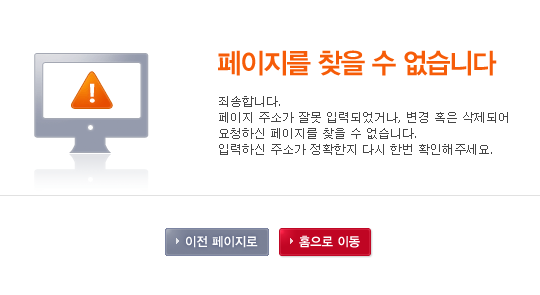 페이지를 찾을 수 없습니다
죄송합니다.
페이지 주소가 잘못 입력되었거나, 변경 혹은 삭제되어
요청하신 페이지를 찾을 수 없습니다.
입력하신 주소가 정확한지 다시 한번 확인해주세요.
이전 페이지로
홈으로 이동